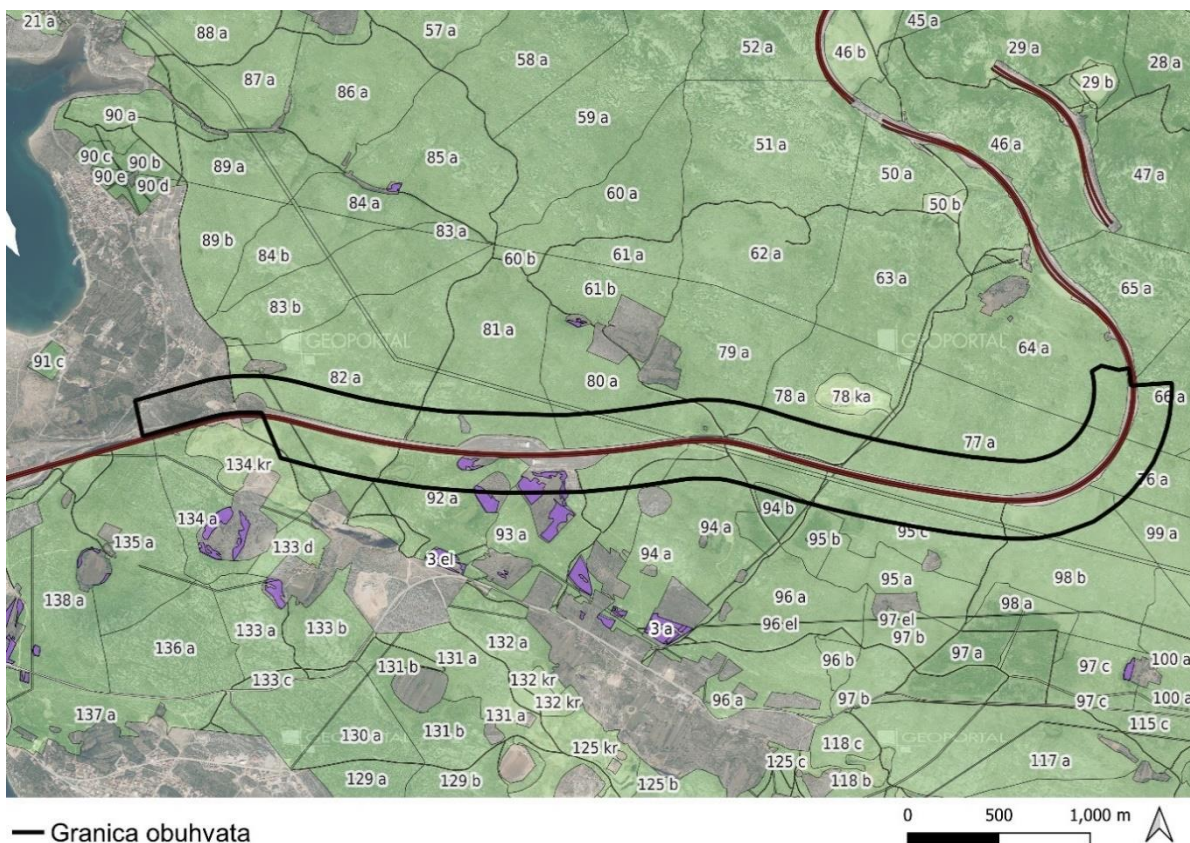 21 a
88 a
57 a
58 a
52 a
46 b
45 a
29 a
28 a
87 a
86 a
29 b
90 a
59 a
90 c
90 b
89 a
85 a
51 a
46 a
90 e
90 d
50 a
47 a
84 a
60 a
50 b
89 b
84 b
83 a
60 b
61 a
62 a
63 a
65 a
83 b
61 b
81 a
GEOPORTAL
GEOPORTAL
91 c
82 a
80 a
79 a
64 a
78 a
78 ka
66 a
77 a
134 kr
76 a
92 a
94 b
134 a
93 a
94 a
95 b
95 c
99 a
135 a
133 d
3 el
94 a
95 a
98 b
138 a
96 a
98 a
133 a
133 b
3 a
96 el
97 el
97 b
136 a
132 a
97 a
131 b
131 a
96 b
97 c
100 a
133 c
132 kr
132 kr
96 a
97 b
97 c
100 a
137 a
131 a
115 c
130 a
131 b
125 kr
118 c
GEOPORTAL
GEOPORTAL
125 c
117 a
129 a
129 b
125 b
118 b
Granica obuhvata
0 500 1,000 m